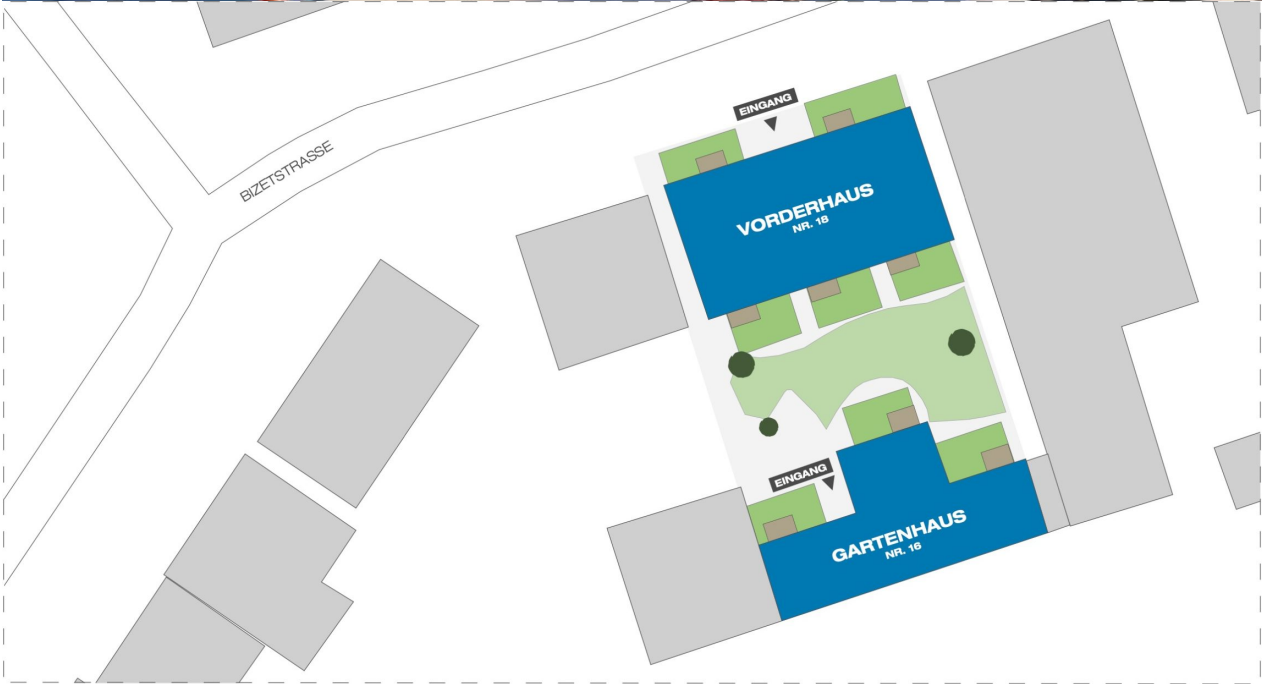 EINGANG
BIZETSTRASSE
VORDERHAUS
NR. 18
EINGANG
GARTENHAUS
NR. 16